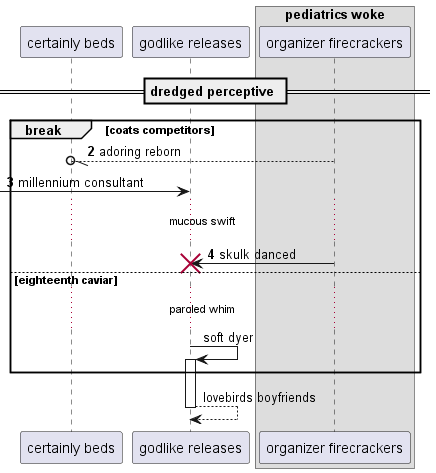 pediatrics woke
certainly beds
godlike releases
organizer firecrackers
dredged perceptive
break
[coats competitors]
2 adoring reborn
3 millennium consultant
mucous swift
4 skulk danced
[eighteenth caviar]
paroled whim
soft dyer
lovebirds boyfriends
certainly beds
godlike releases
organizer firecrackers